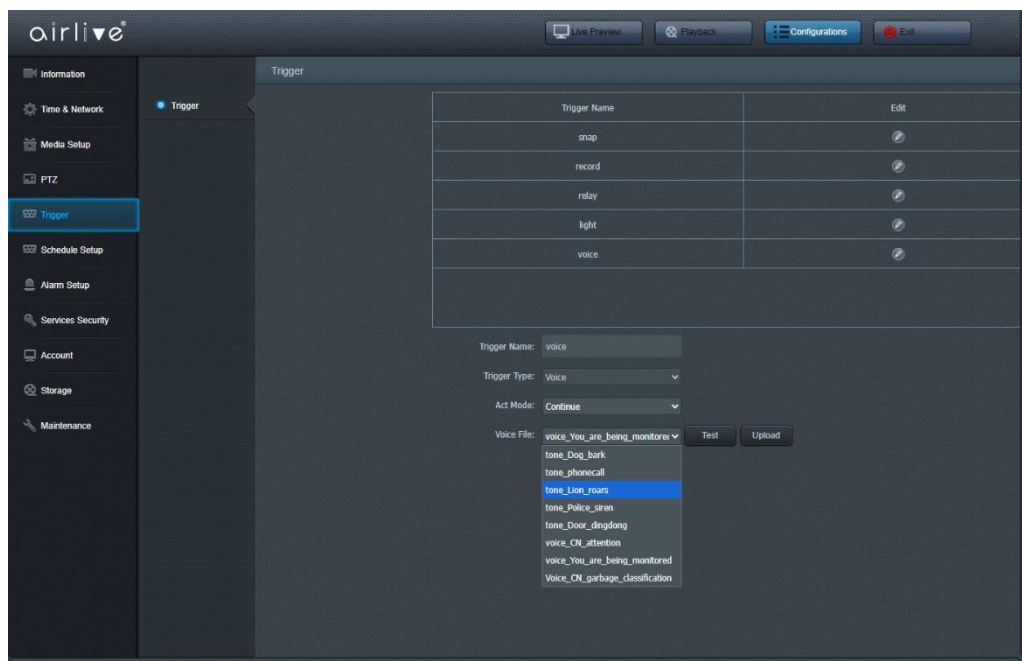 airlive®
Live Preview
Playback
Configurations
Exit
Information
Time & Network
Media Setup
PTZ
Trigger
Schedule Setup
Alarm Setup
Services Security
Account
Storage
Maintenance
Trigger
Trigger
Trigger Name Edit
snap
record
relay
light
voice
Trigger Name: voice
Trigger Type: Voice
Act Mode: Continue
Voice File: voice_You_are_being_monitored Test Upload
tone_Dog_bark
tone_phonecall
tone_Lion_roars
tone_Police_siren
tone_Door_dingdong
voice_CN_attention
voice_You_are_being_monitored
Voice_CN_garbage_classification